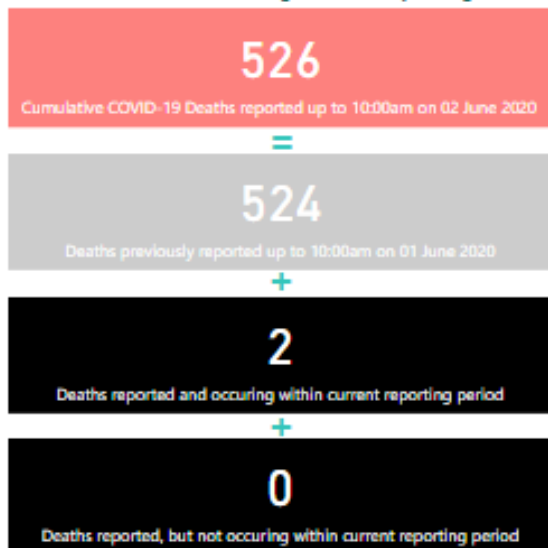 526
Cumulative COVID-19 Deaths reported up to 10:00am on 02 June 2020
=
524
Deaths previously reported up to 10:00am on 01 June 2020
+
2
Deaths reported and occuring within current reporting period
+
0
Deaths reported, but not occuring within current reporting period